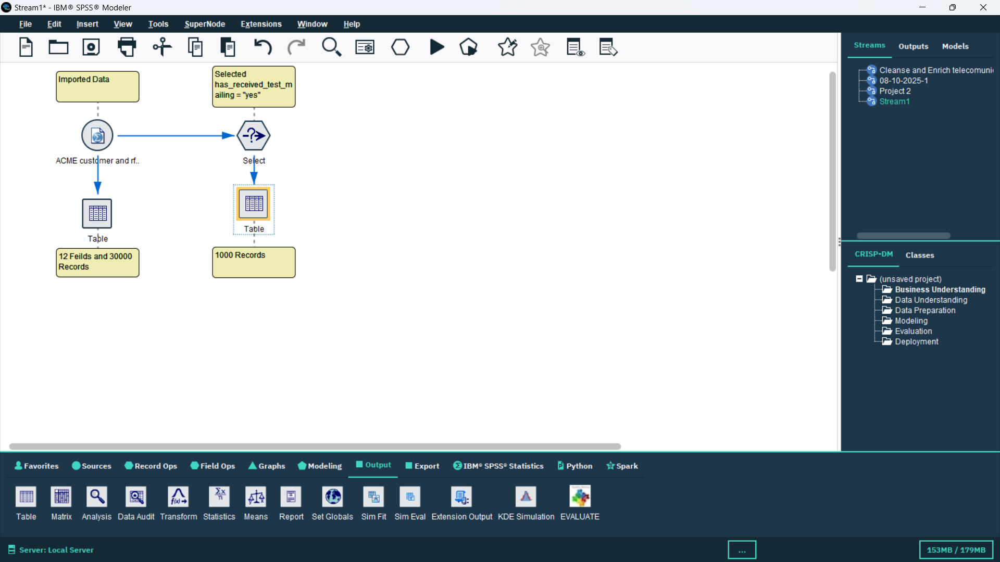 Stream1* - IBM® SPSS® Modeler
File Edit Insert View Tools SuperNode Extensions Window Help
Streams Outputs Models
Cleanse and Enrich telecomuni
08-10-2025-1
Project 2
Stream1
Imported Data
Selected
has_received_test_m
ailing = "yes"
ACME customer and rf..
Select
Table
Table
12 Feilds and 30000
Records
1000 Records
CRISP-DM Classes
(unsaved project)
Business Understanding
Data Understanding
Data Preparation
Modeling
Evaluation
Deployment
Favorites Sources Record Ops Field Ops Graphs Modeling Output Export IBM® SPSS® Statistics Python Spark
Table Matrix Analysis Data Audit Transform Statistics Means Report Set Globals Sim Fit Sim Eval Extension Output KDE Simulation EVALUATE
Server: Local Server
...
153MB / 179MB